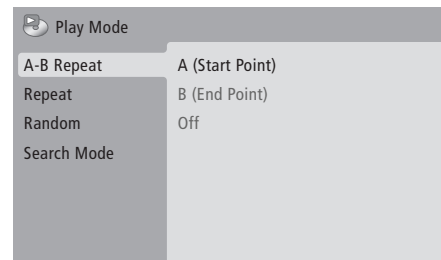 Play Mode
A-B Repeat
Repeat
Random
Search Mode
A (Start Point)
B (End Point)
Off